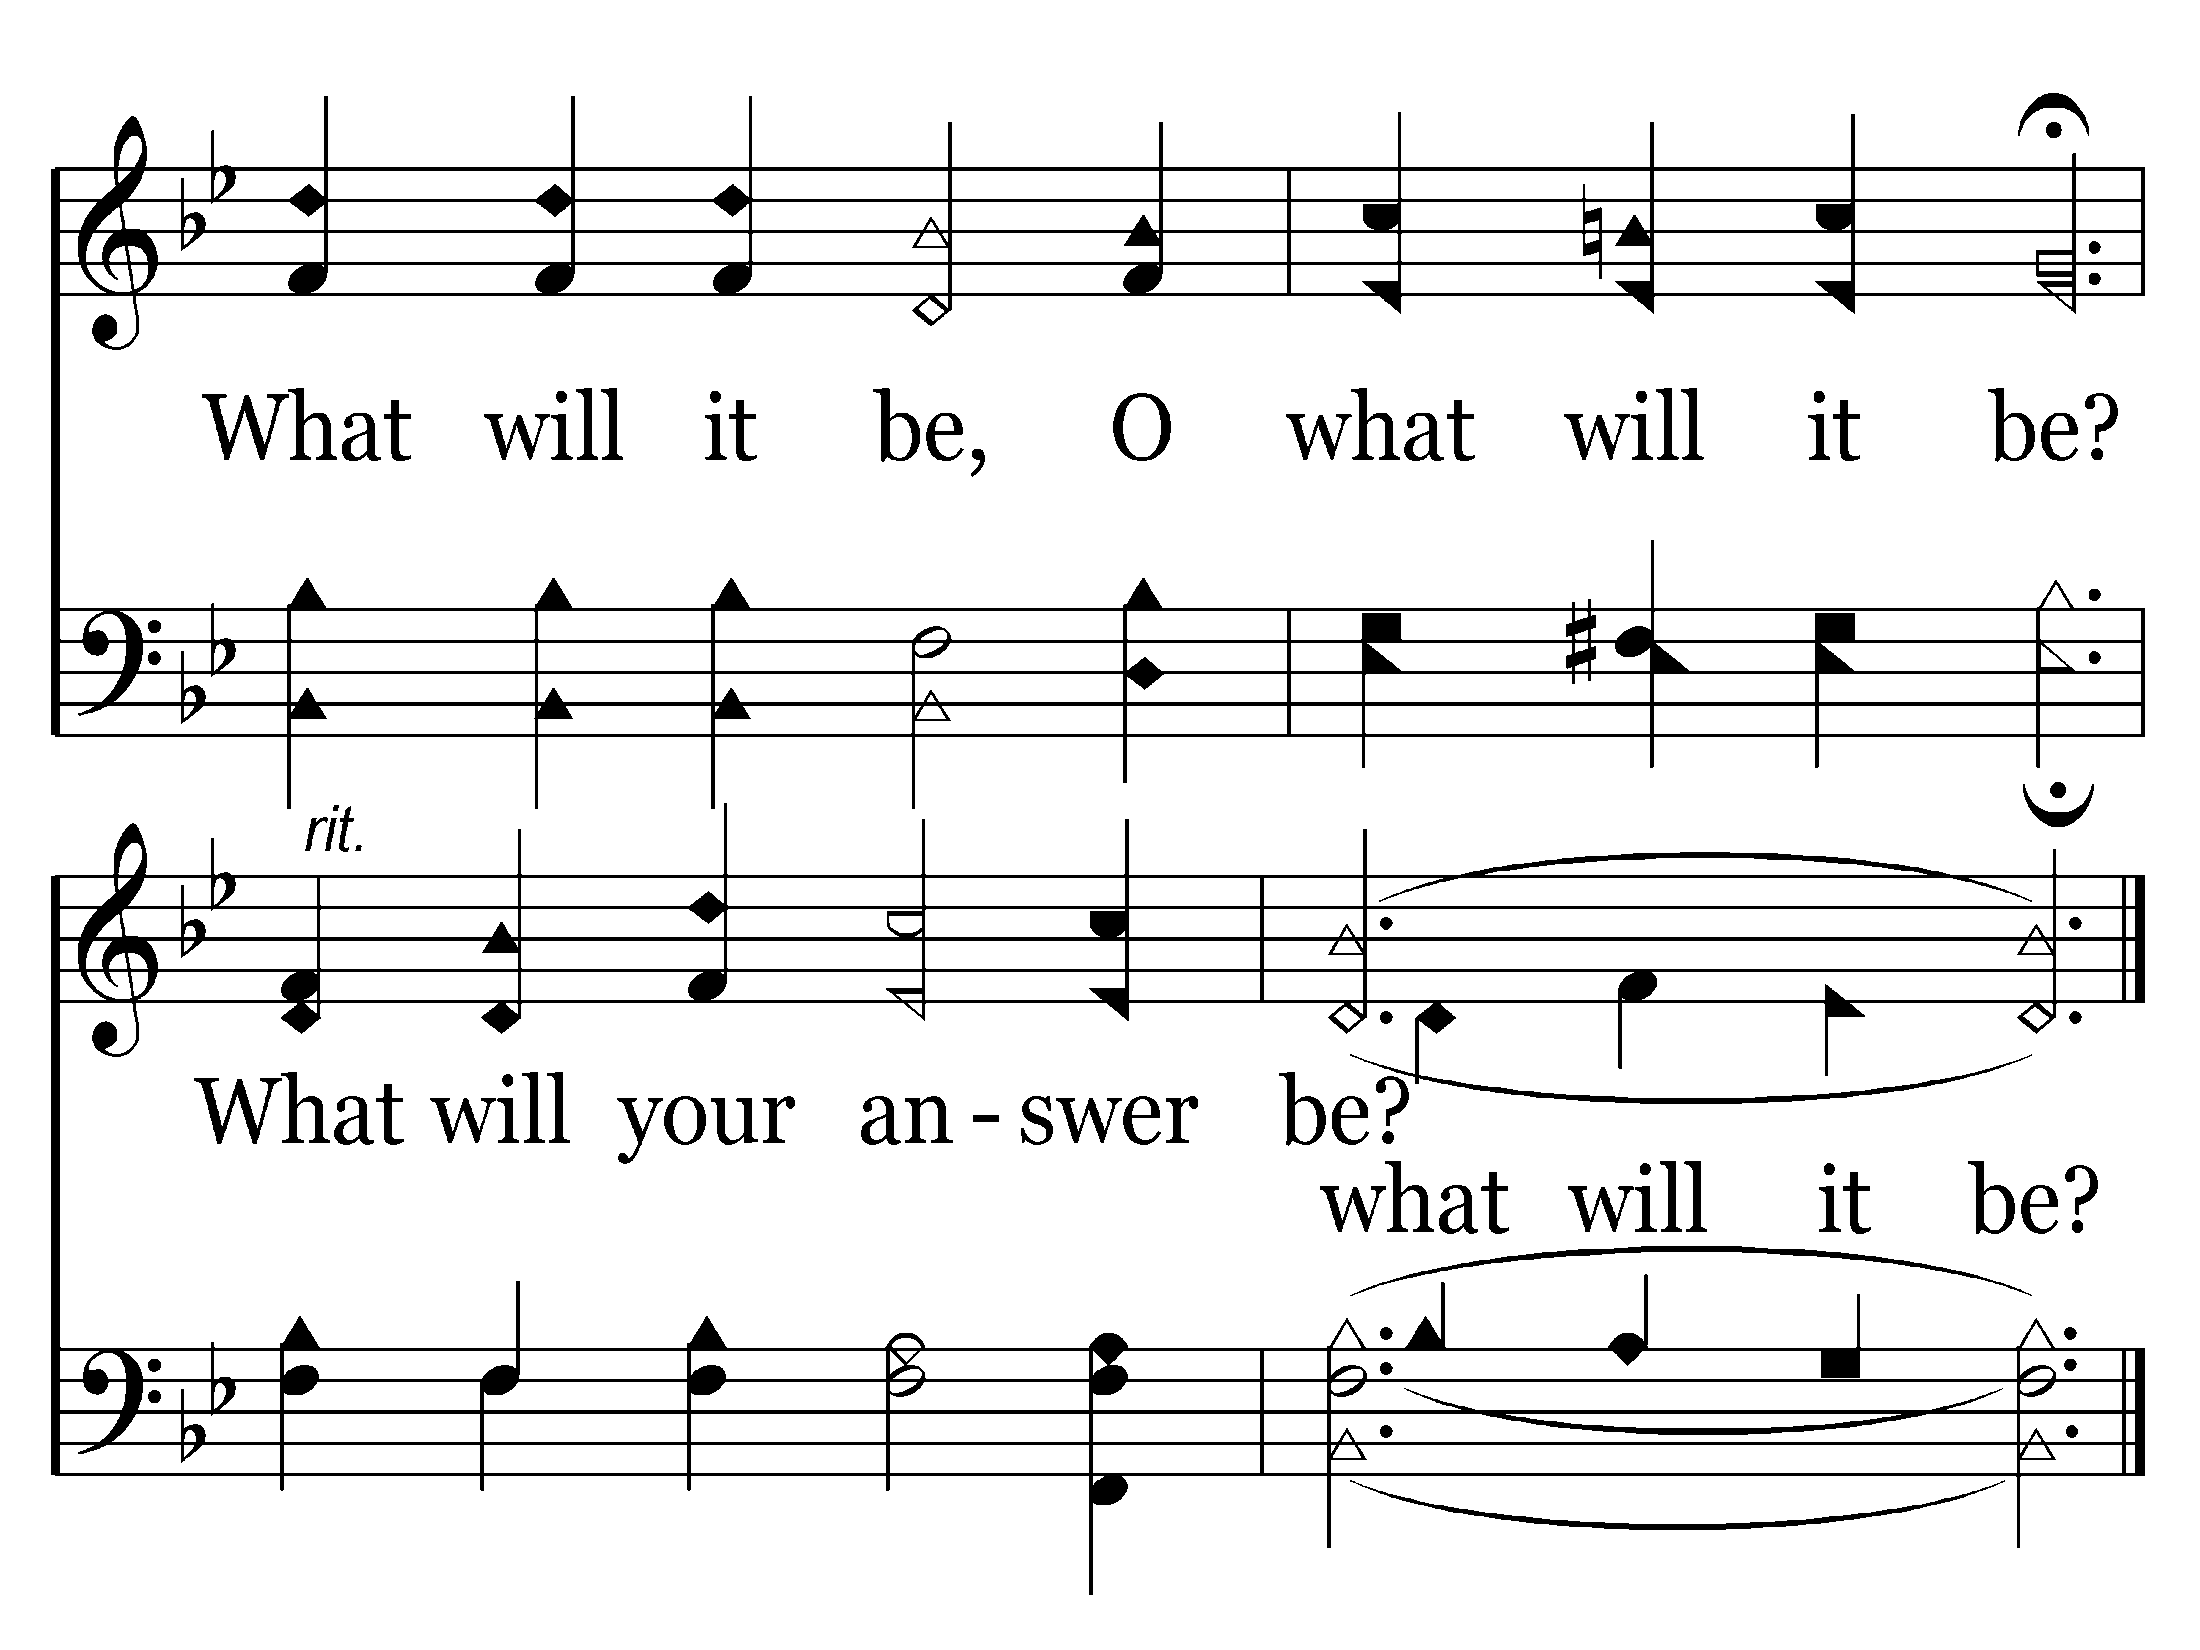 What will it be, O what will it be?
rit.
What will your an - swer be?
what will it be?